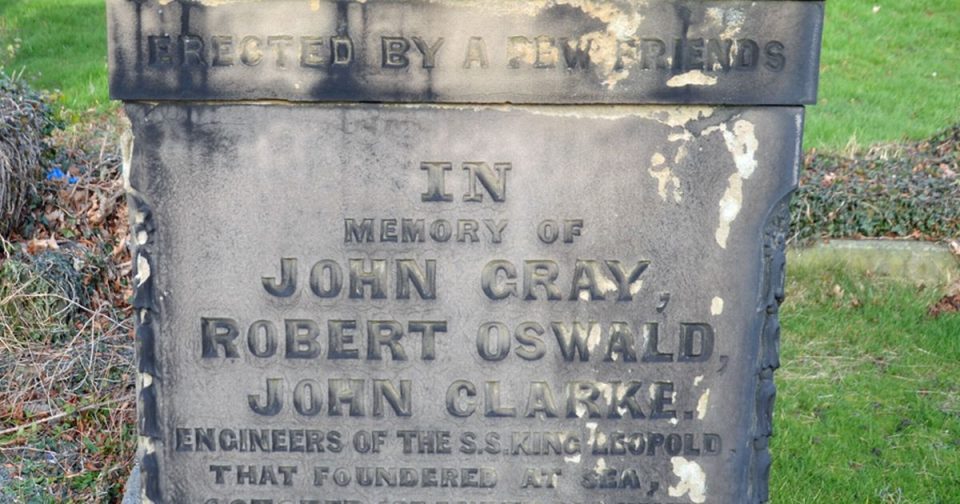 ERECTED BY A FEW FRIENDS
IN
MEMORY OF
JOHN GRAY,
ROBERT OSWALD,
JOHN CLARKE.
ENGINEERS OF THE S.S. KING LEOPOLD.
THAT FOUNDERED AT SEA,